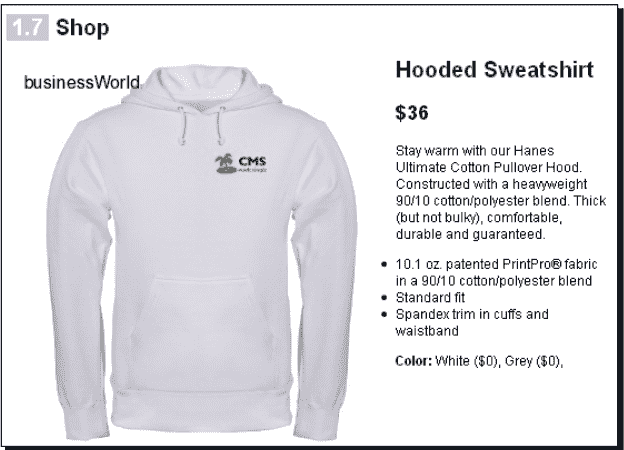 1.7 Shop
businessWorld
CMS
made simple
Hooded Sweatshirt
$36
Stay warm with our Hanes
Ultimate Cotton Pullover Hood.
Constructed with a heavyweight
90/10 cotton/polyester blend. Thick
(but not bulky), comfortable,
durable and guaranteed.
• 10.1 oz. patented PrintPro® fabric
in a 90/10 cotton/polyester blend
• Standard fit
• Spandex trim in cuffs and
waistband
Color: White ($0), Grey ($0),